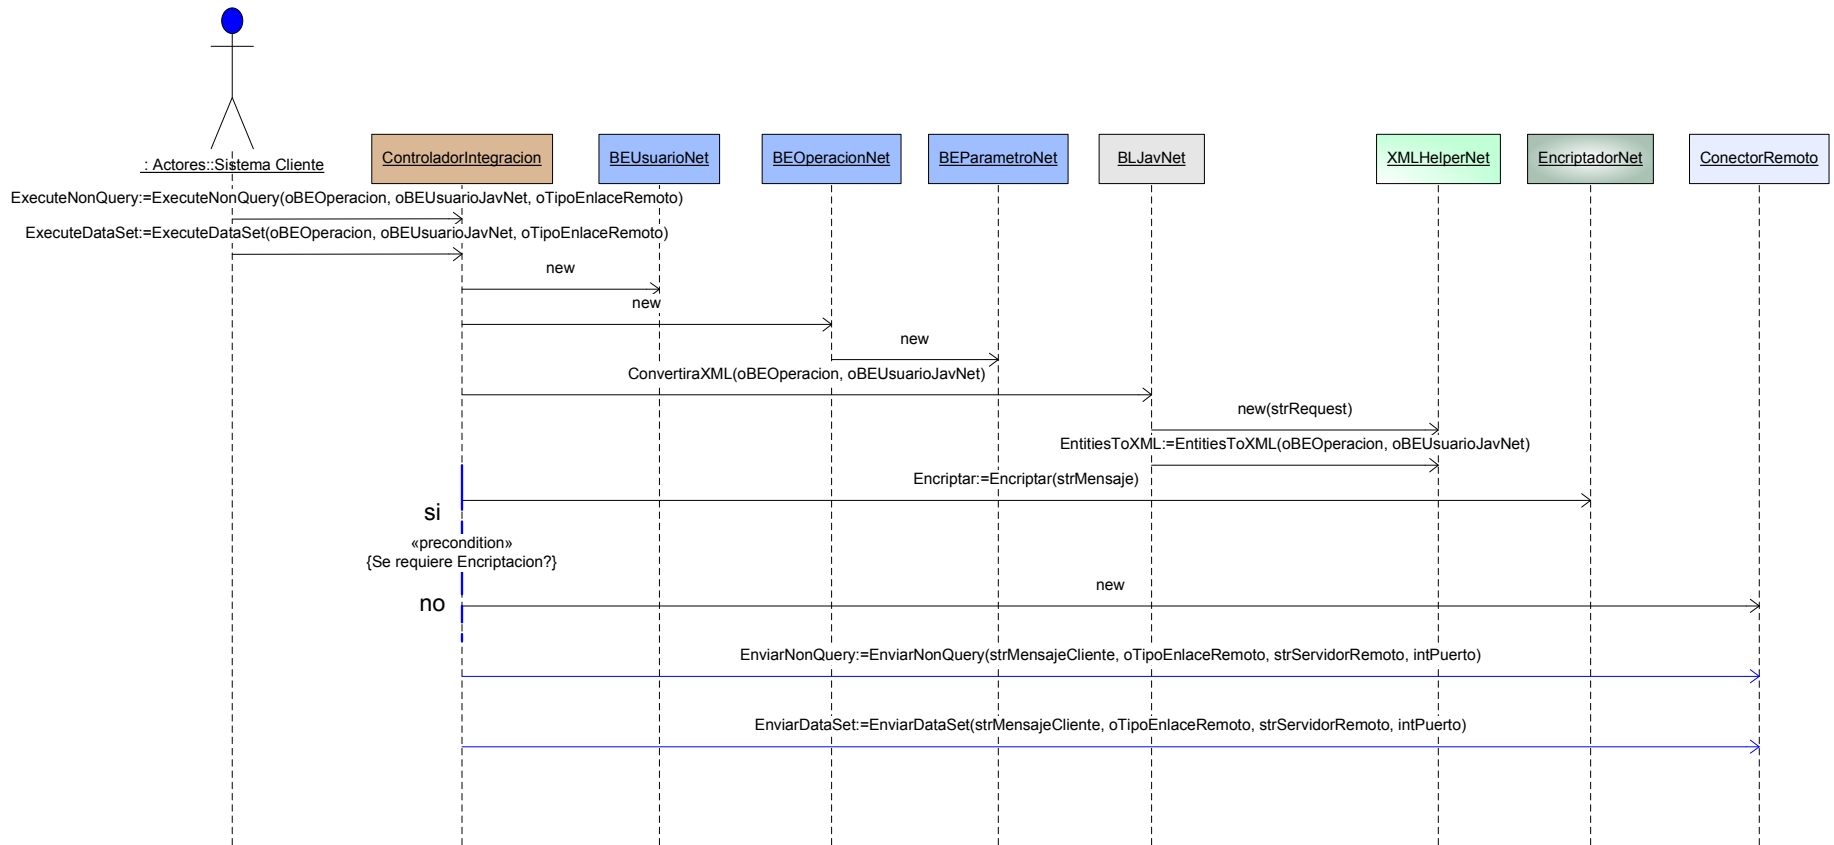 : Actores::Sistema Cliente
ControladorIntegracion
BEUsuarioNet
BEOperacionNet
BEParametroNet
BLJavNet
XMLHelperNet
EncriptadorNet
ConectorRemoto
ExecuteNonQuery:=ExecuteNonQuery(oBEOperacion, oBEUsuarioJavNet, oTipoEnlaceRemoto)
ExecuteDataSet:=ExecuteDataSet(oBEOperacion, oBEUsuarioJavNet, oTipoEnlaceRemoto)
new
new
new
ConvertiraXML(oBEOperacion, oBEUsuarioJavNet)
new(strRequest)
EntitiesToXML:=EntitiesToXML(oBEOperacion, oBEUsuarioJavNet)
Encriptar:=Encriptar(strMensaje)
si
«precondition»
{Se requiere Encriptacion?}
new
no
EnviarNonQuery:=EnviarNonQuery(strMensajeCliente, oTipoEnlaceRemoto, strServidorRemoto, intPuerto)
EnviarDataSet:=EnviarDataSet(strMensajeCliente, oTipoEnlaceRemoto, strServidorRemoto, intPuerto)